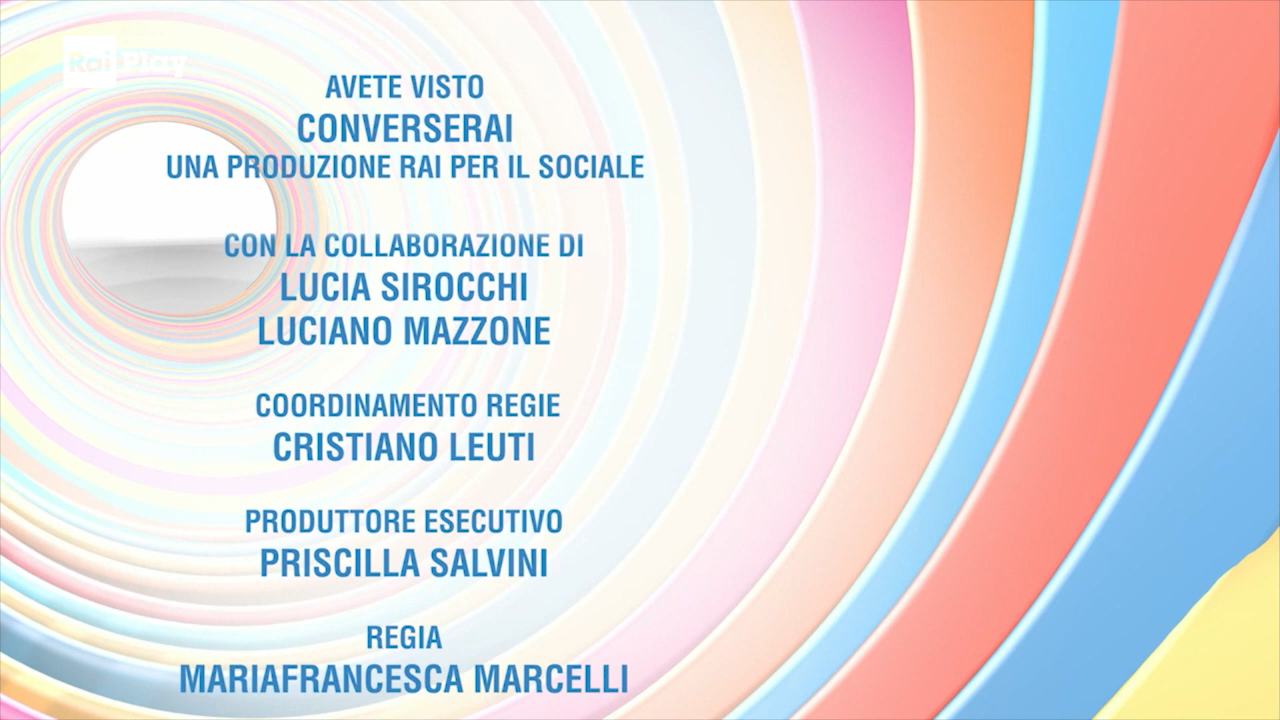 Rai Play
AVETE VISTO
CONVERSERAI
UNA PRODUZIONE RAI PER IL SOCIALE
CON LA COLLABORAZIONE DI
LUCIA SIROCCHI
LUCIANO MAZZONE
COORDINAMENTO REGIE
CRISTIANO LEUTI
PRODUTTORE ESECUTIVO
PRISCILLA SALVINI
REGIA
MARIAFRANCESCA MARCELLI